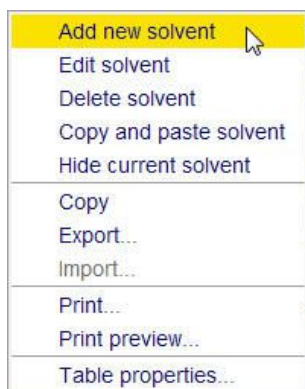 Add new solvent
Edit solvent
Delete solvent
Copy and paste solvent
Hide current solvent
Copy
Export...
Import...
Print...
Print preview...
Table properties...